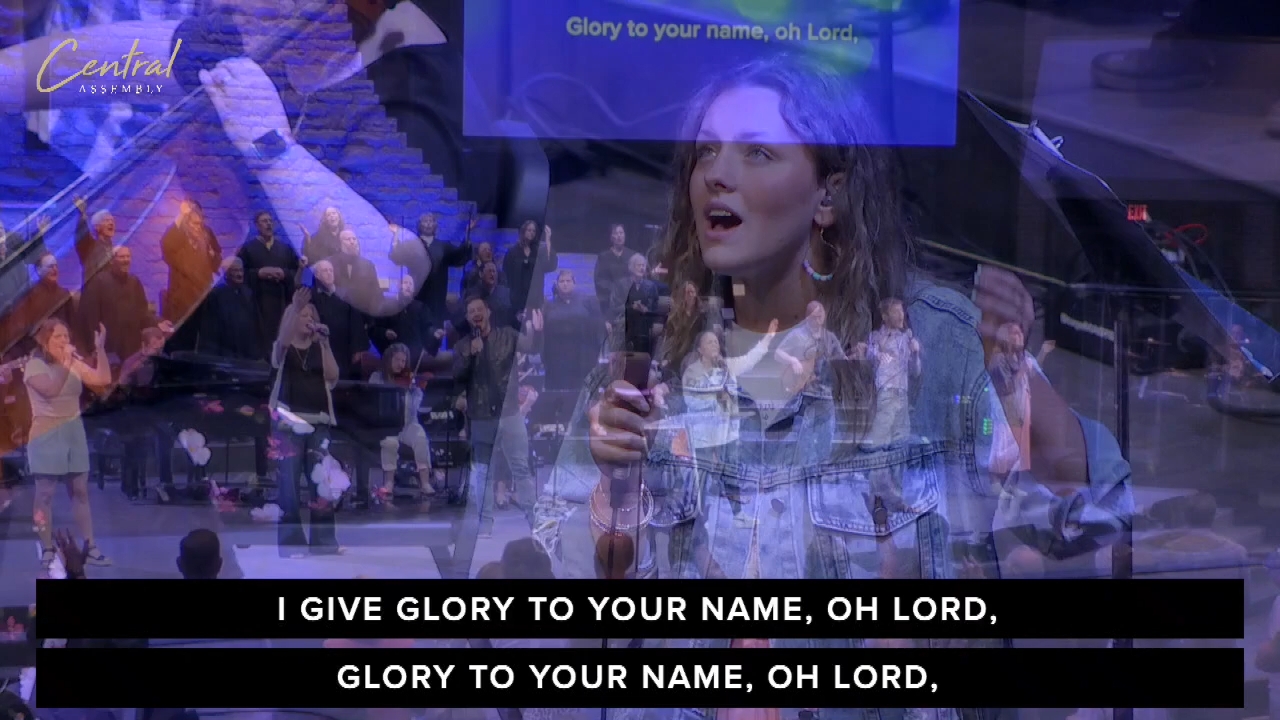 Glory to your name, oh Lord,
Central
ASSEMBLY
EXIT
I GIVE GLORY TO YOUR NAME, OH LORD,
GLORY TO YOUR NAME, OH LORD,